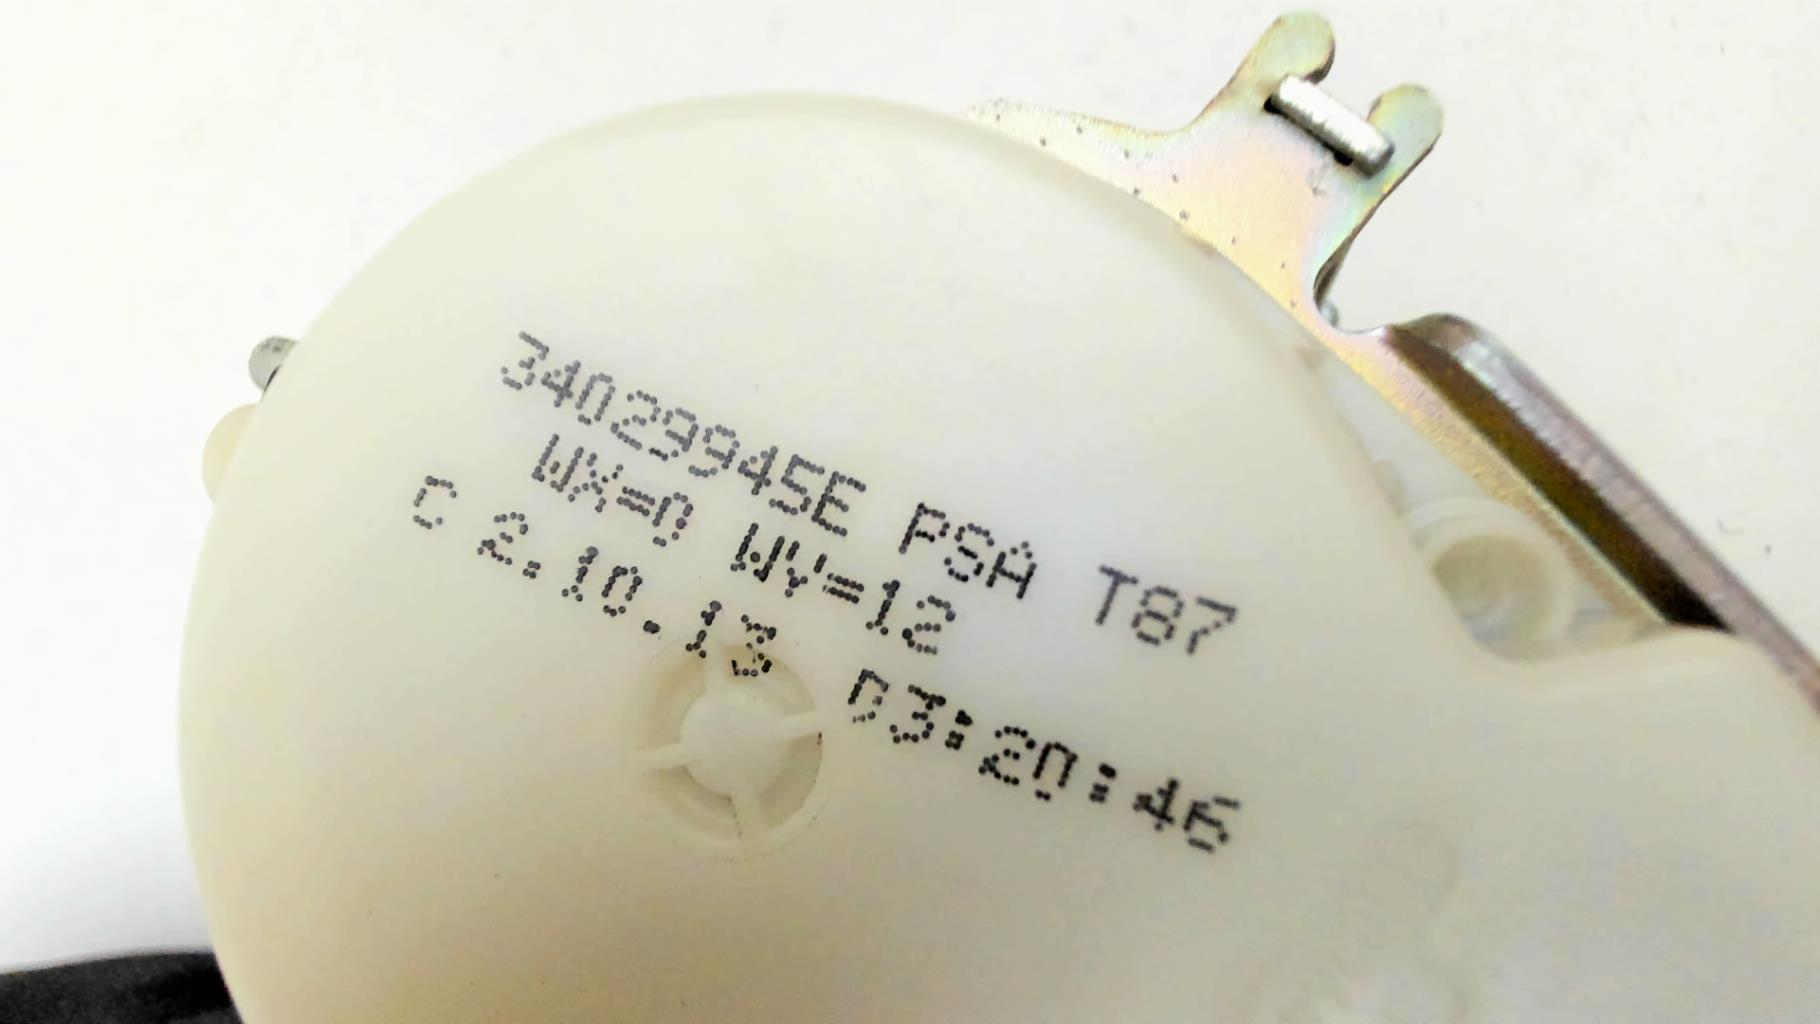 34029945E PSA T87
WX=0 WY=12
C 2.10.13 03:20:46